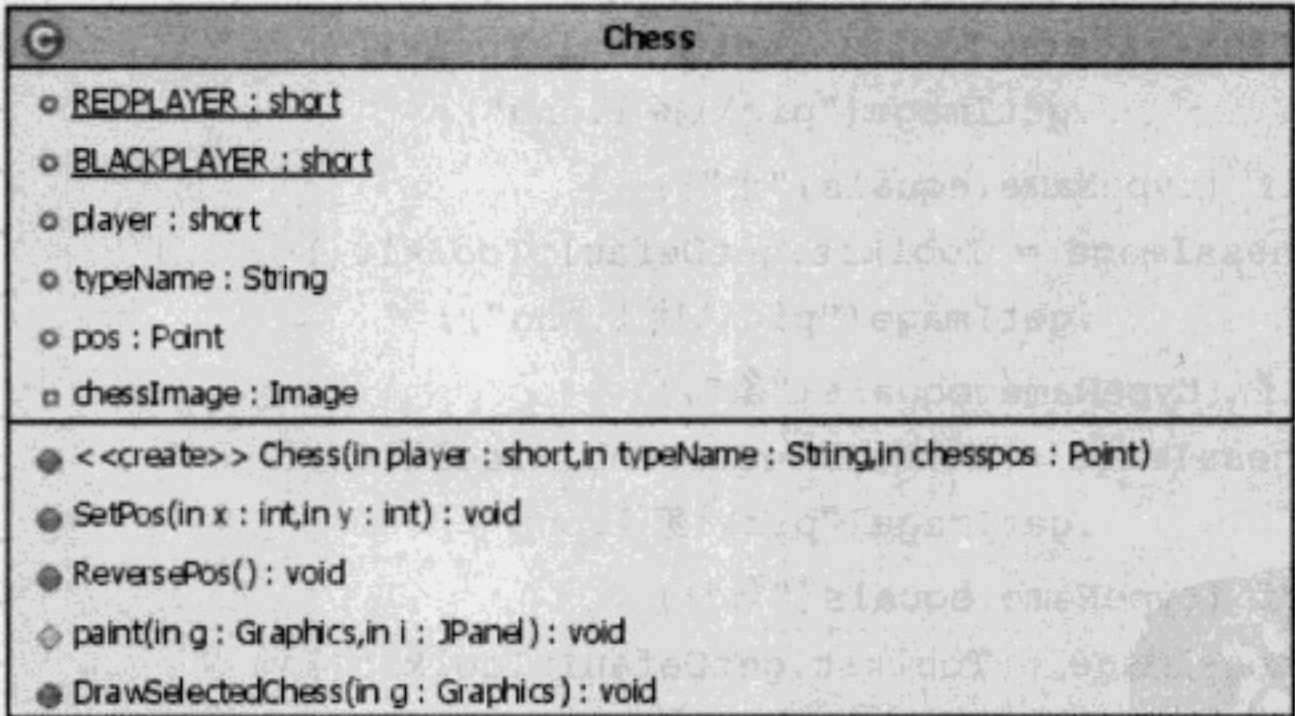 Chess
REDPLAYER : short
BLACKPLAYER : short
player : short
typeName : String
pos : Point
chessImage : Image
<<create>> Chess(in player : short,in typeName : String,in chesspos : Point)
SetPos(in x : int,in y : int) : void
ReversePos() : void
paint(in g : Graphics,in i : JPanel) : void
DrawSelectedChess(in g : Graphics) : void